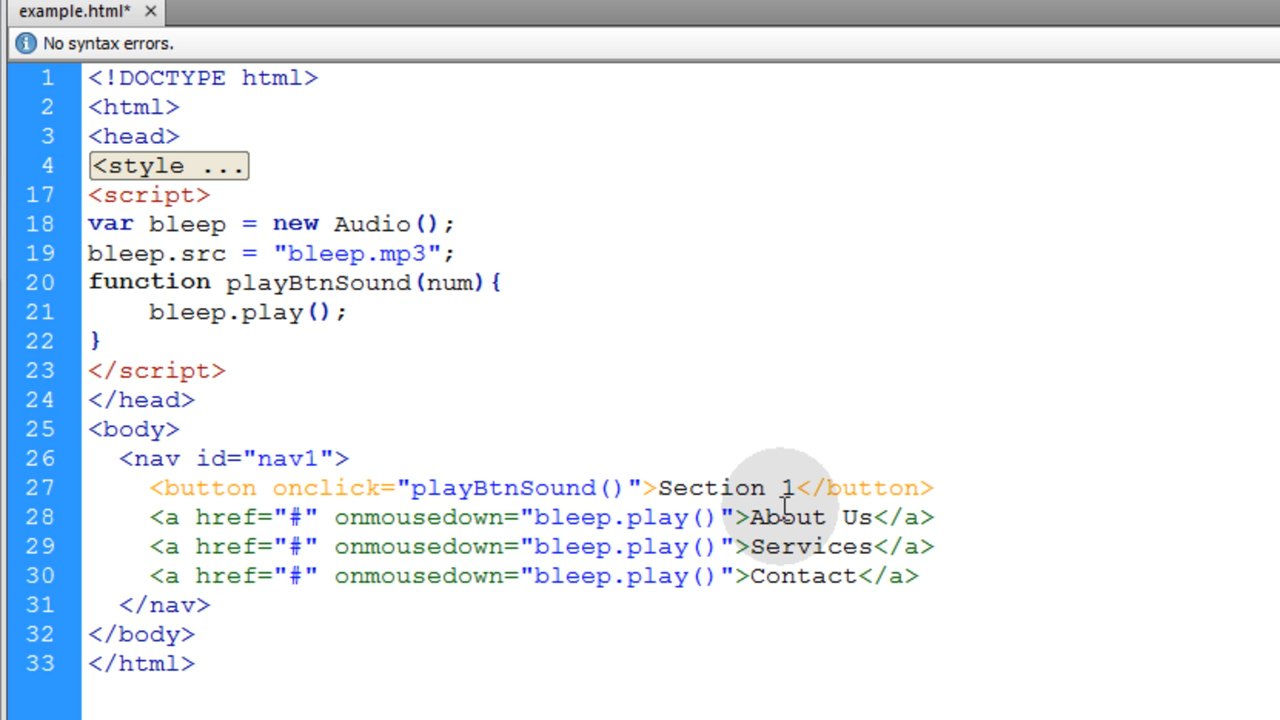 example.html* ×
No syntax errors.
1 <!DOCTYPE html>
2 <html>
3 <head>
4 <style ...
17 <script>
18 var bleep = new Audio();
19 bleep.src = "bleep.mp3";
20 function playBtnSound(num){
21     bleep.play();
22 }
23 </script>
24 </head>
25 <body>
26   <nav id="nav1">
27     <button onclick="playBtnSound()">Section 1</button>
28     <a href="#" onmousedown="bleep.play()">About Us</a>
29     <a href="#" onmousedown="bleep.play()">Services</a>
30     <a href="#" onmousedown="bleep.play()">Contact</a>
31   </nav>
32 </body>
33 </html>